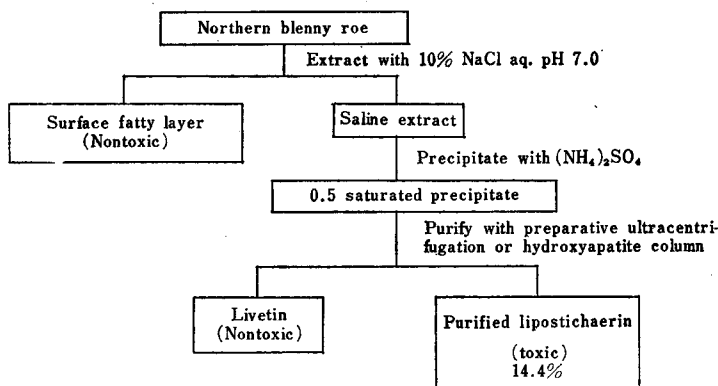 Northern blenny roe
Extract with 10% NaCl aq. pH 7.0
Surface fatty layer
(Nontoxic)
Saline extract
Precipitate with (NH₄)₂SO₄
0.5 saturated precipitate
Purify with preparative ultracentri-
fugation or hydroxyapatite column
Livetin
(Nontoxic)
Purified lipostichaerin
(toxic)
14.4%